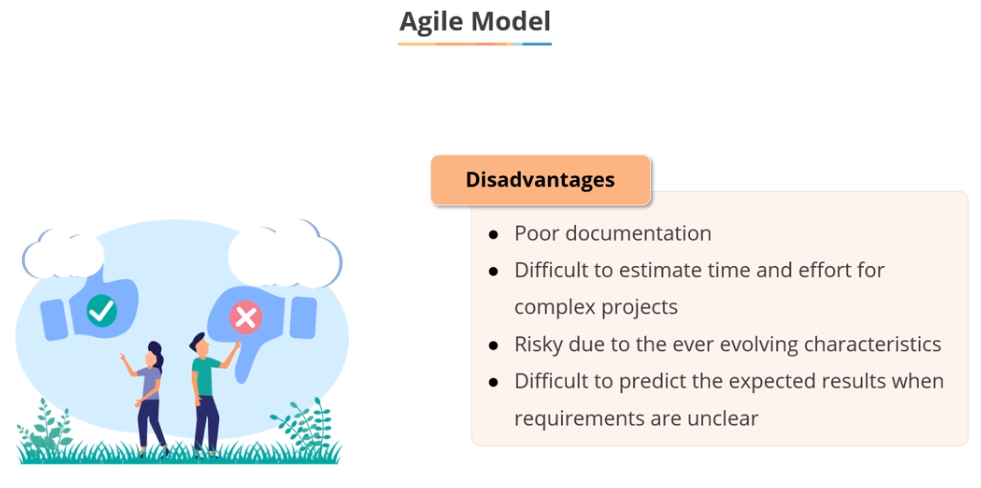 Agile Model
Disadvantages
● Poor documentation
● Difficult to estimate time and effort for
complex projects
● Risky due to the ever evolving characteristics
● Difficult to predict the expected results when
requirements are unclear